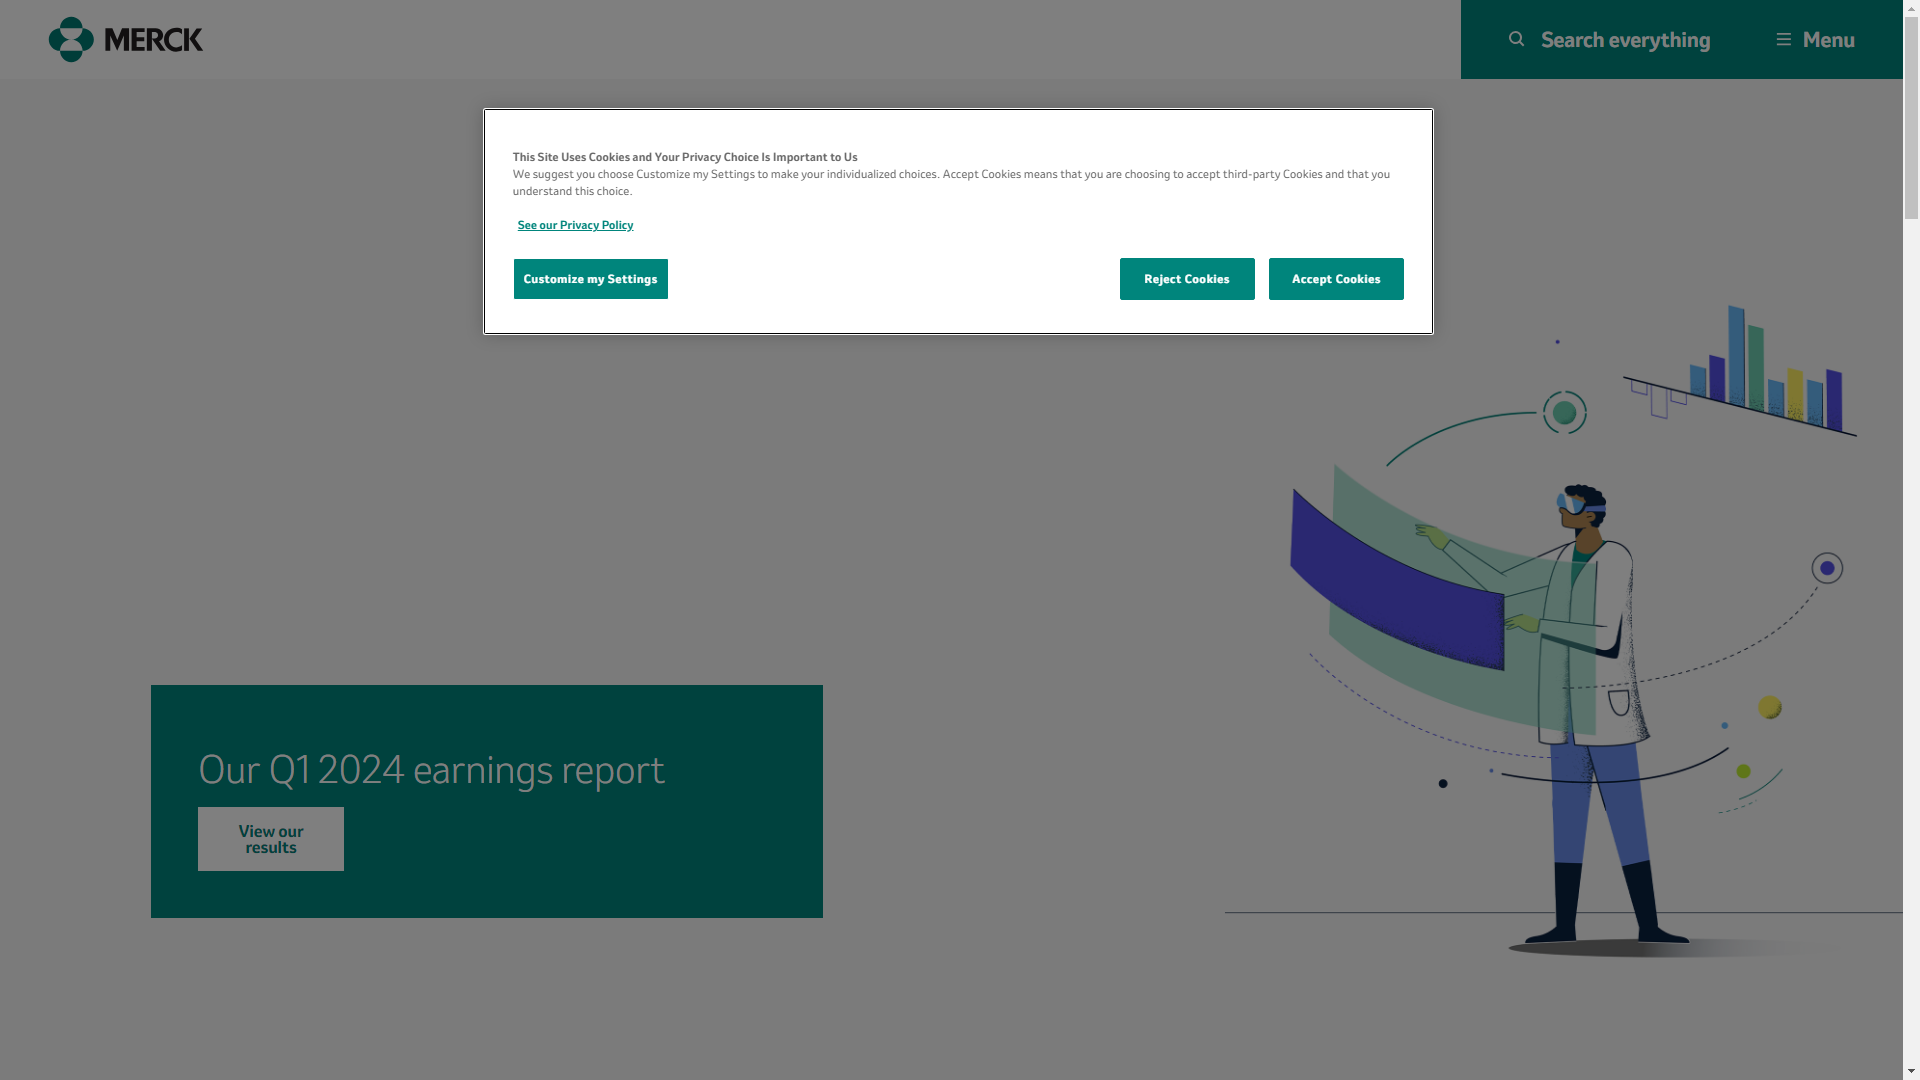 MERCK
Search everything
Menu
This Site Uses Cookies and Your Privacy Choice Is Important to Us
We suggest you choose Customize my Settings to make your individualized choices. Accept Cookies means that you are choosing to accept third-party Cookies and that you
understand this choice.
See our Privacy Policy
Customize my Settings
Reject Cookies
Accept Cookies
Our Q1 2024 earnings report
View our
results